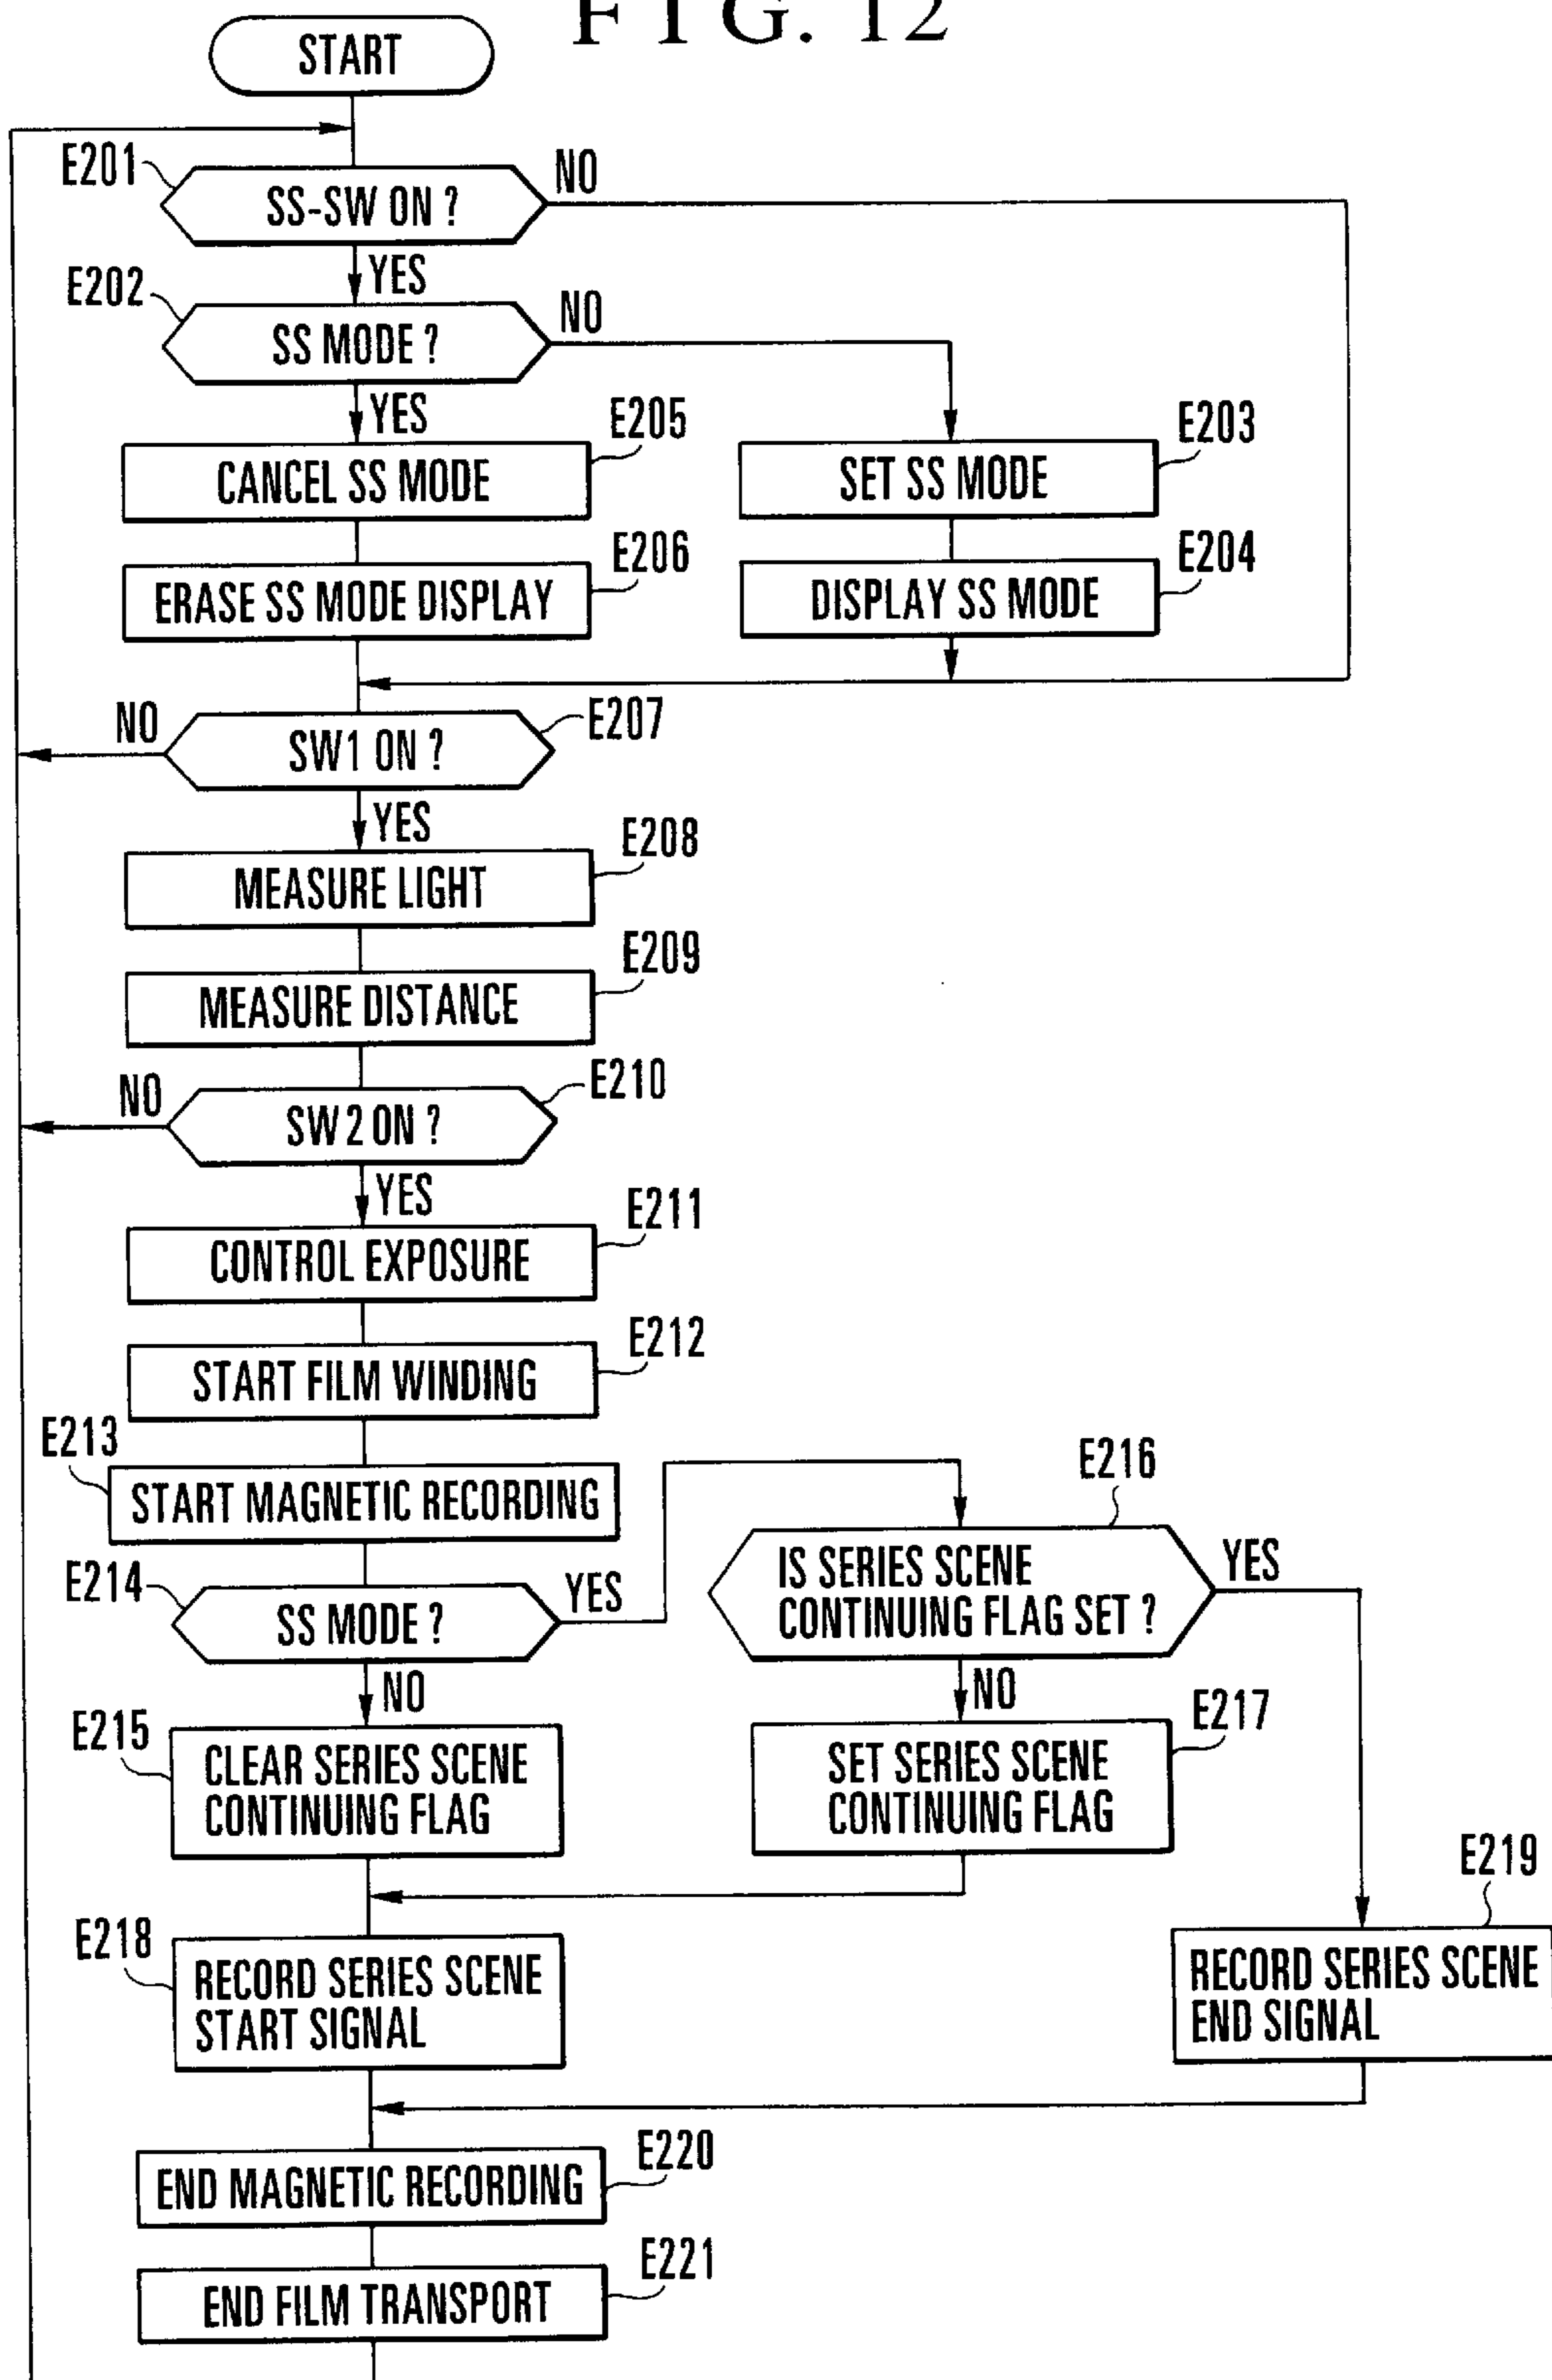 FIG. 12
START
E201
SS-SW ON ?
NO
YES
E202
SS MODE ?
NO
YES
E205
CANCEL SS MODE
E203
SET SS MODE
E206
ERASE SS MODE DISPLAY
E204
DISPLAY SS MODE
NO
SW1 ON ?
E207
YES
E208
MEASURE LIGHT
E209
MEASURE DISTANCE
NO
SW2 ON ?
E210
YES
E211
CONTROL EXPOSURE
E212
START FILM WINDING
E213
START MAGNETIC RECORDING
E214
SS MODE ?
YES
NO
E216
IS SERIES SCENE
CONTINUING FLAG SET ?
YES
NO
E215
CLEAR SERIES SCENE
CONTINUING FLAG
E217
SET SERIES SCENE
CONTINUING FLAG
E218
RECORD SERIES SCENE
START SIGNAL
E219
RECORD SERIES SCENE
END SIGNAL
E220
END MAGNETIC RECORDING
E221
END FILM TRANSPORT